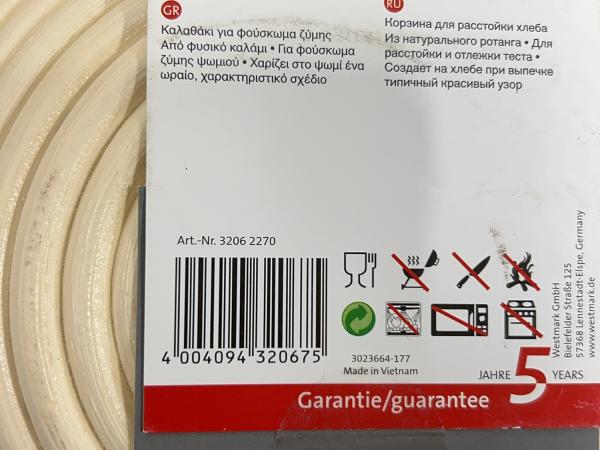 GR
Καλαθάκι για φούσκωμα ζύμης
Από φυσικό καλάμι • Για φούσκωμα
ζύμης ψωμιού • Χαρίζει στο ψωμί ένα
ωραίο, χαρακτηριστικό σχέδιο
RU
Корзина для расстойки хлеба
Из натурального ротанга • Для
расстойки и отлежки теста •
Создает на хлебе при выпечке
типичный красивый узор
Art.-Nr. 3206 2270
4 004094 320675
3023664-177
Made in Vietnam
Westmark GmbH
Bielefelder Straße 125
57368 Lennestadt-Elspe, Germany
www.westmark.de
JAHRE 5 YEARS
Garantie/guarantee